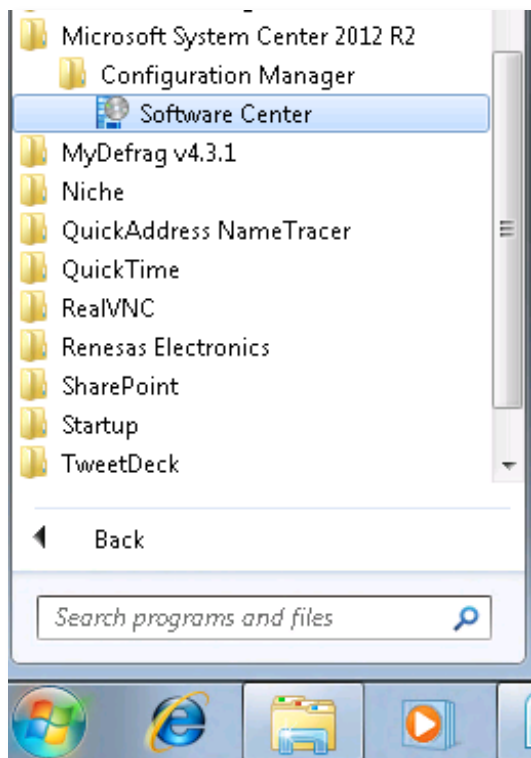 Microsoft System Center 2012 R2
Configuration Manager
Software Center
MyDefrag v4.3.1
Niche
QuickAddress NameTracer
QuickTime
RealVNC
Renesas Electronics
SharePoint
Startup
TweetDeck
Back
Search programs and files